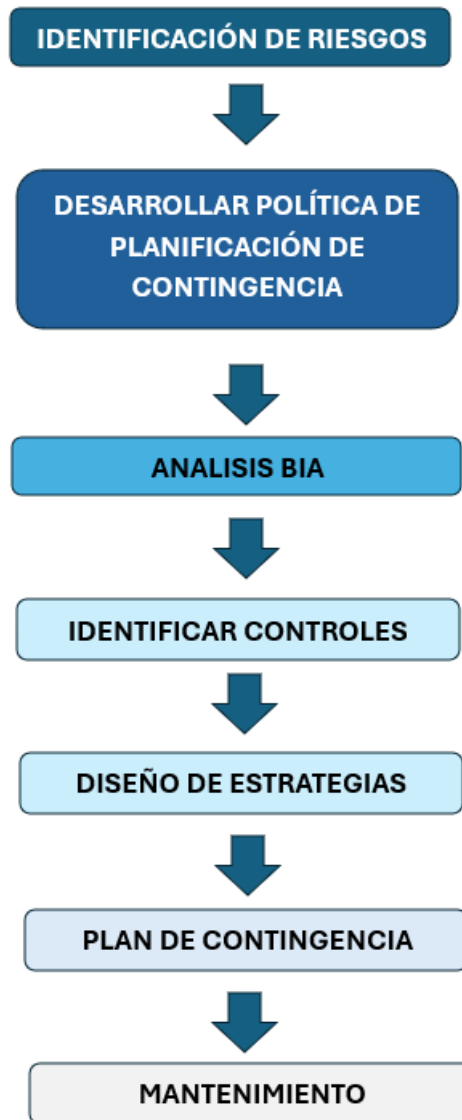 IDENTIFICACIÓN DE RIESGOS
DESARROLLAR POLÍTICA DE
PLANIFICACIÓN DE
CONTINGENCIA
ANALISIS BIA
IDENTIFICAR CONTROLES
DISEÑO DE ESTRATEGIAS
PLAN DE CONTINGENCIA
MANTENIMIENTO